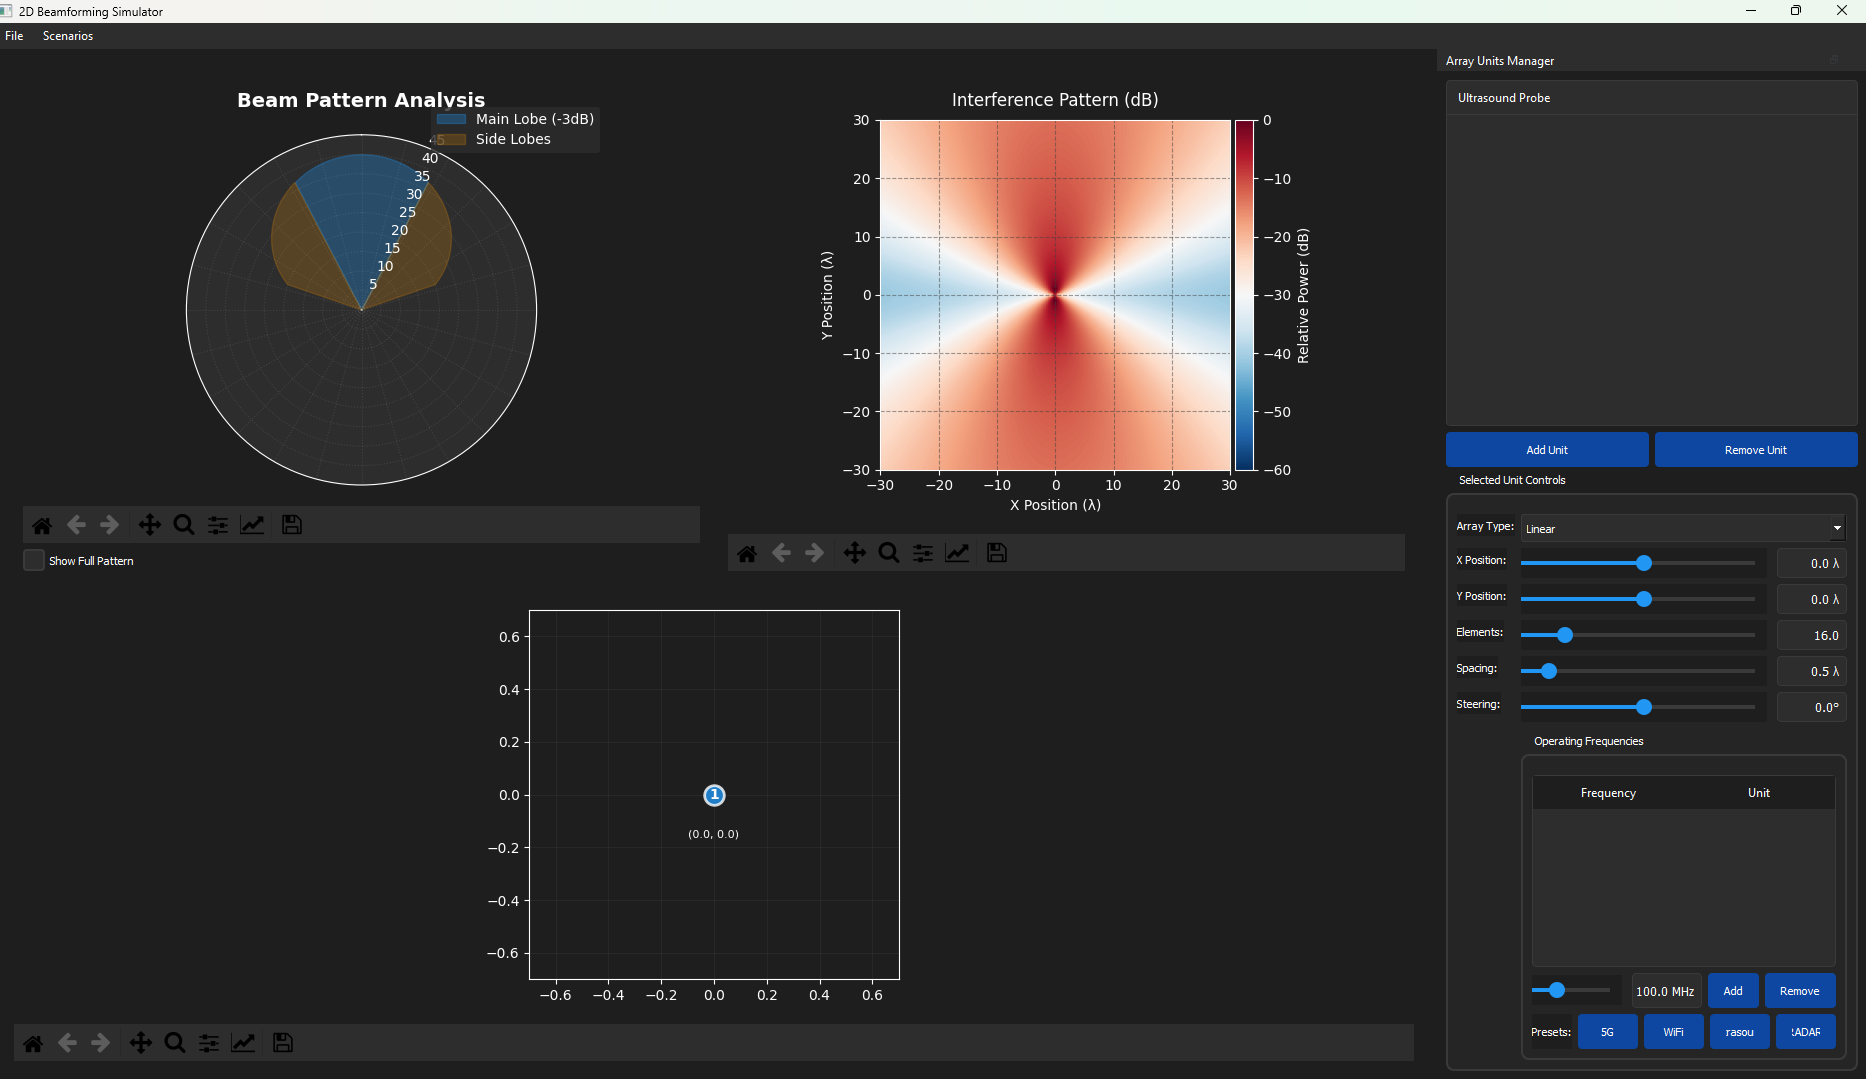 2D Beamforming Simulator
File Scenarios
Beam Pattern Analysis
Main Lobe (-3dB)
Side Lobes
45
40
35
30
25
20
15
10
5
Show Full Pattern
Interference Pattern (dB)
30
20
10
0
−10
−20
−30
Y Position (λ)
−30 −20 −10 0 10 20 30
X Position (λ)
0
−10
−20
−30
−40
−50
−60
Relative Power (dB)
0.6
0.4
0.2
0.0
−0.2
−0.4
−0.6
1
(0.0, 0.0)
−0.6 −0.4 −0.2 0.0 0.2 0.4 0.6
Array Units Manager
Ultrasound Probe
Add Unit Remove Unit
Selected Unit Controls
Array Type: Linear
X Position: 0.0 λ
Y Position: 0.0 λ
Elements: 16.0
Spacing: 0.5 λ
Steering: 0.0°
Operating Frequencies
Frequency Unit
100.0 MHz Add Remove
Presets: 5G WiFi rasou RADAR